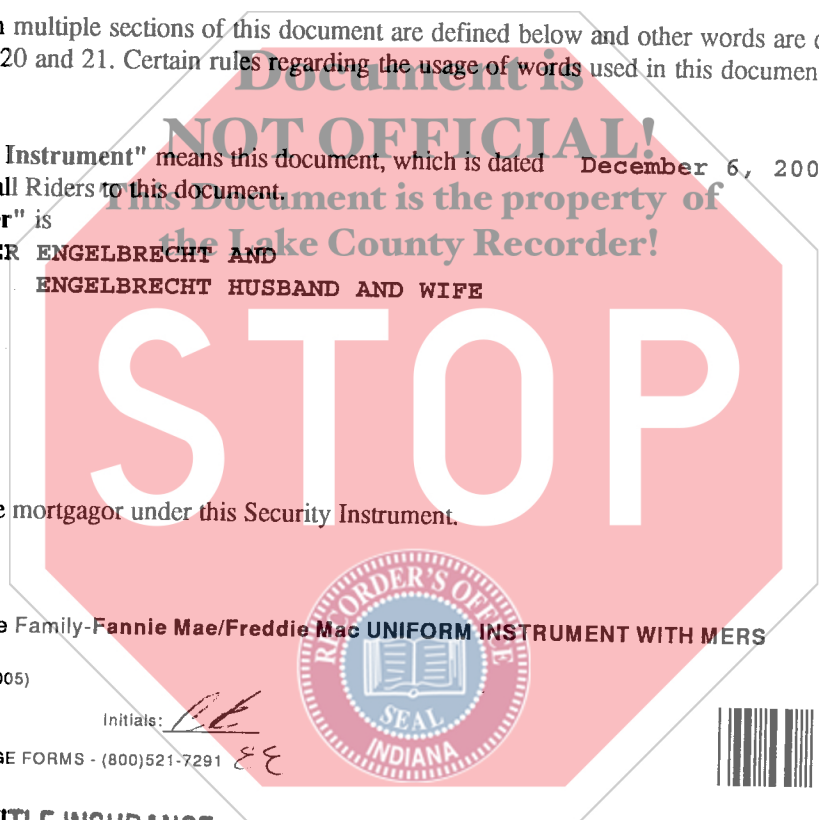 multiple sections of this document are defined below and other words are
20 and 21. Certain rules regarding the usage of words used in this documen
Document is
NOT OFFICIAL!
Instrument" means this document, which is dated December 6, 200
all Riders to this document.
This Document is the property of
r" is
the Lake County Recorder!
ER ENGELBRECHT AND
ENGELBRECHT HUSBAND AND WIFE
STOP
e mortgagor under this Security Instrument.
RECORDER'S OFFICE
e Family-Fannie Mae/Freddie Mac UNIFORM INSTRUMENT WITH MERS
005)
SEAL
INDIANA
Initials:
GE FORMS - (800)521-7291
TITLE INSURANCE